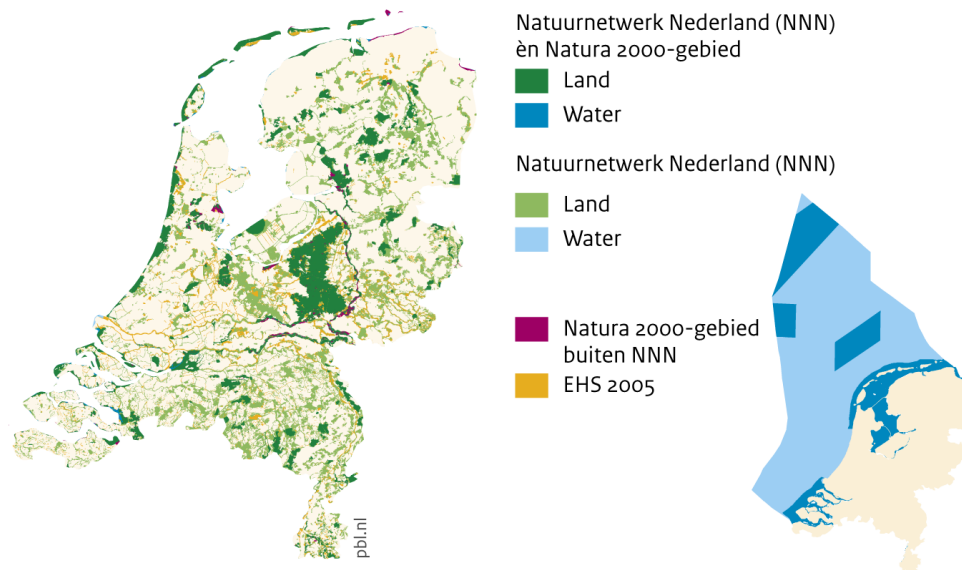 Natuurnetwerk Nederland (NNN)
èn Natura 2000-gebied
Land
Water
Natuurnetwerk Nederland (NNN)
Land
Water
Natura 2000-gebied
buiten NNN
EHS 2005
pbl.nl